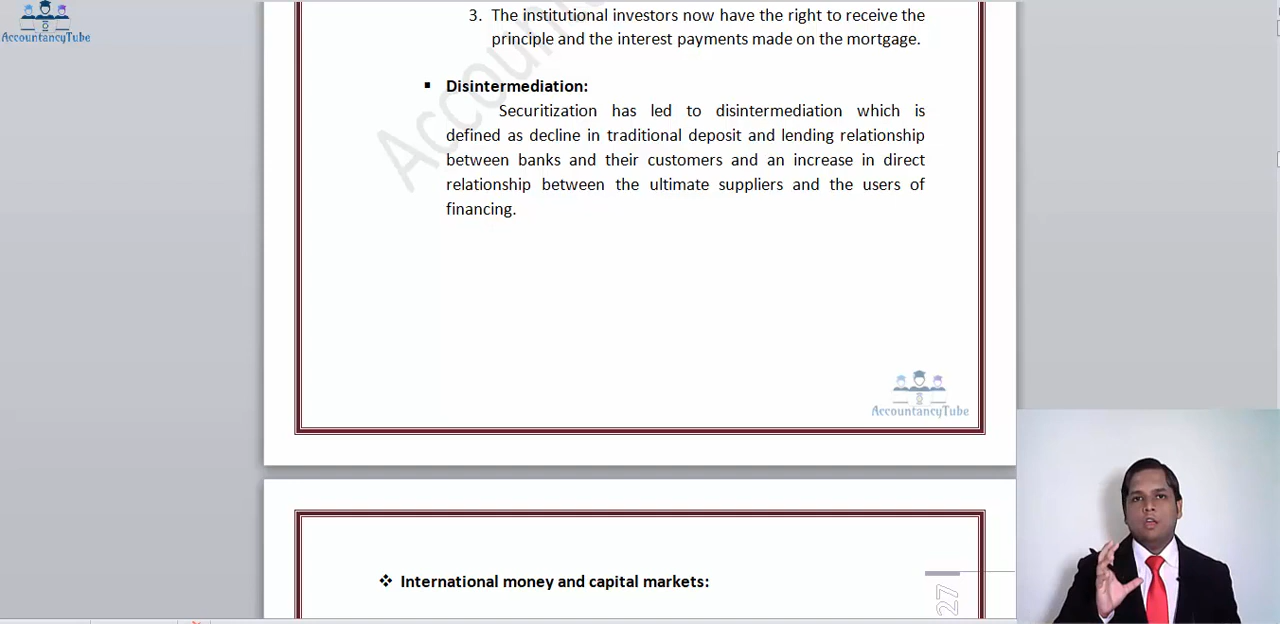 AccountancyTube
3. The institutional investors now have the right to receive the
principle and the interest payments made on the mortgage.
▪ Disintermediation:
Securitization has led to disintermediation which is
defined as decline in traditional deposit and lending relationship
between banks and their customers and an increase in direct
relationship between the ultimate suppliers and the users of
financing.
AccountancyTube
❖ International money and capital markets:
27